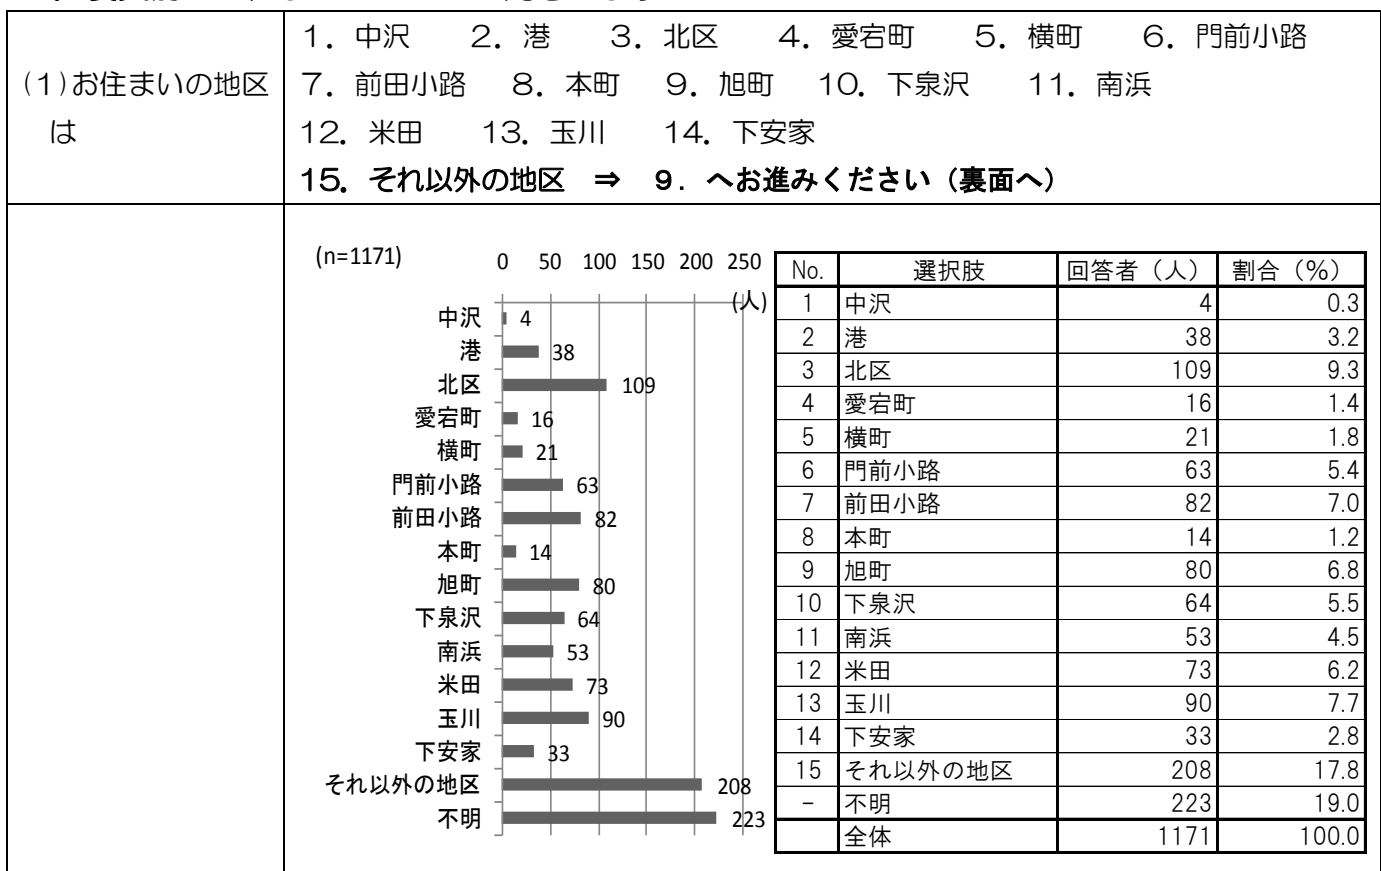 (1)お住まいの地区
は
1. 中沢　2. 港　3. 北区　4. 愛宕町　5. 横町　6. 門前小路
7. 前田小路　8. 本町　9. 旭町　10. 下泉沢　11. 南浜
12. 米田　13. 玉川　14. 下安家
15. それ以外の地区　⇒　9. へお進みください（裏面へ）
(n=1171)
0 50 100 150 200 250
(人)
中沢 4
港 38
北区 109
愛宕町 16
横町 21
門前小路 63
前田小路 82
本町 14
旭町 80
下泉沢 64
南浜 53
米田 73
玉川 90
下安家 33
それ以外の地区 208
不明 223
No. 選択肢 回答者（人） 割合（%）
1 中沢 4 0.3
2 港 38 3.2
3 北区 109 9.3
4 愛宕町 16 1.4
5 横町 21 1.8
6 門前小路 63 5.4
7 前田小路 82 7.0
8 本町 14 1.2
9 旭町 80 6.8
10 下泉沢 64 5.5
11 南浜 53 4.5
12 米田 73 6.2
13 玉川 90 7.7
14 下安家 33 2.8
15 それ以外の地区 208 17.8
- 不明 223 19.0
全体 1171 100.0